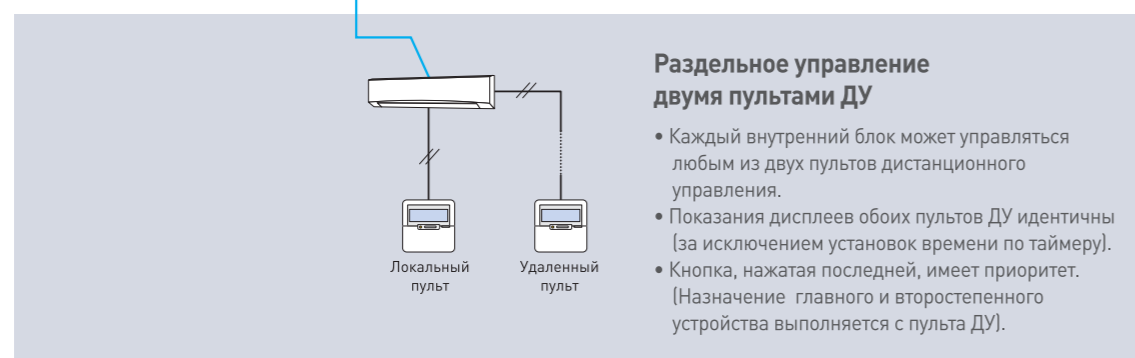 Раздельное управление
двумя пультами ДУ
• Каждый внутренний блок может управляться
любым из двух пультов дистанционного
управления.
• Показания дисплеев обоих пультов ДУ идентичны
(за исключением установок времени по таймеру).
• Кнопка, нажатая последней, имеет приоритет.
(Назначение главного и второстепенного
устройства выполняется с пульта ДУ).
Локальный
пульт
Удаленный
пульт